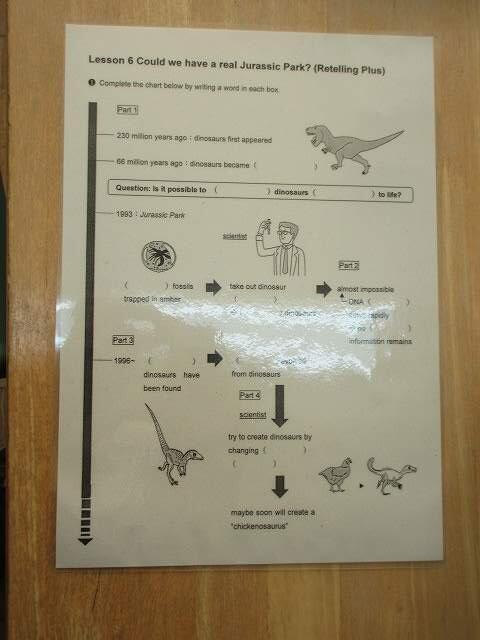 Lesson 6 Could we have a real Jurassic Park? (Retelling Plus)
❶ Complete the chart below by writing a word in each box.
Part 1
230 million years ago : dinosaurs first appeared
66 million years ago : dinosaurs became ( )
Question: Is it possible to ( ) dinosaurs ( ) to life?
1993 : Jurassic Park
scientist
Part 2
( ) fossils
trapped in amber
take out dinosaur
( )
dinosaurs
almost impossible
DNA ( )
rapidly
no ( )
information remains
Part 3
1996~ ( )
dinosaurs have
been found
( )
from dinosaurs
Part 4
scientist
try to create dinosaurs by
changing ( )
( )
maybe soon will create a
"chickenosaurus"